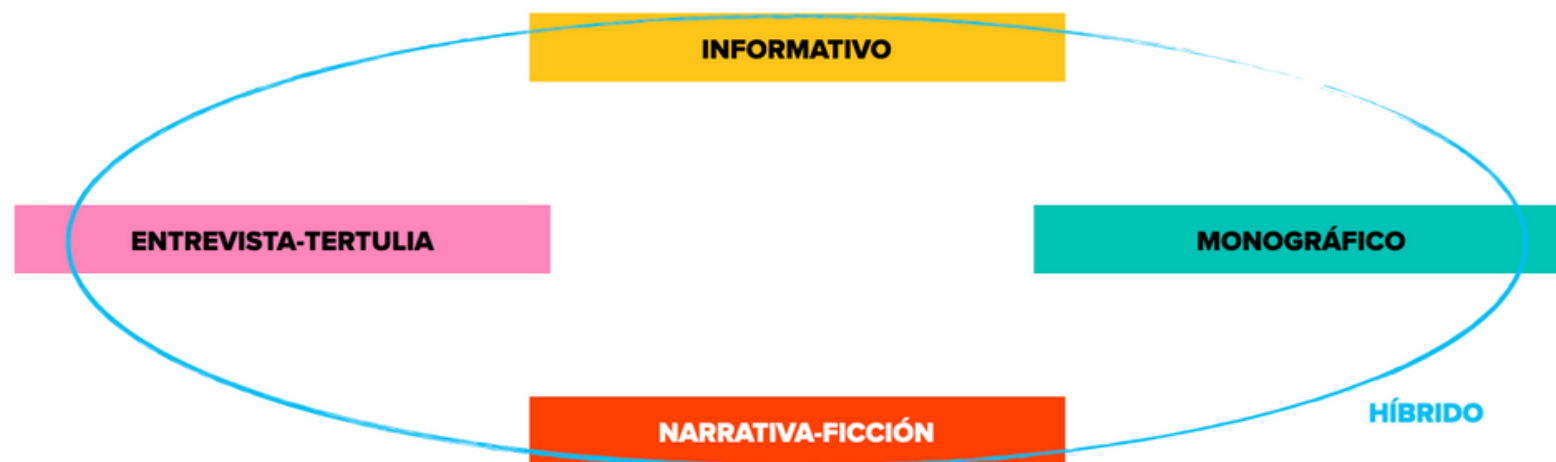 INFORMATIVO
ENTREVISTA-TERTULIA
MONOGRÁFICO
NARRATIVA-FICCIÓN
HÍBRIDO